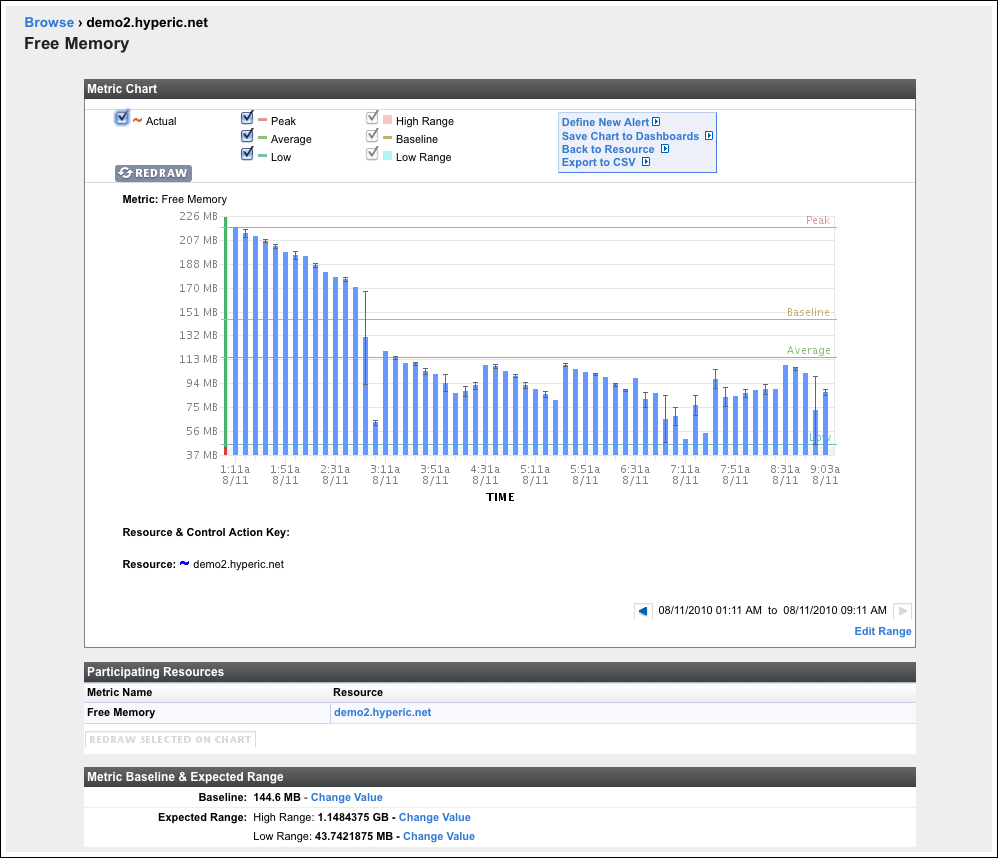 Browse › demo2.hyperic.net
Free Memory
Metric Chart
Actual
Peak
Average
Low
High Range
Baseline
Low Range
Define New Alert
Save Chart to Dashboards
Back to Resource
Export to CSV
REDRAW
Metric: Free Memory
226 MB
207 MB
188 MB
170 MB
151 MB
132 MB
113 MB
94 MB
75 MB
56 MB
37 MB
Peak
Baseline
Average
Low
1:11a 1:51a 2:31a 3:11a 3:51a 4:31a 5:11a 5:51a 6:31a 7:11a 7:51a 8:31a 9:03a
8/11 8/11 8/11 8/11 8/11 8/11 8/11 8/11 8/11 8/11 8/11 8/11 8/11
TIME
Resource & Control Action Key:
Resource: demo2.hyperic.net
08/11/2010 01:11 AM to 08/11/2010 09:11 AM
Edit Range
Participating Resources
Metric Name Resource
Free Memory demo2.hyperic.net
REDRAW SELECTED ON CHART
Metric Baseline & Expected Range
Baseline: 144.6 MB - Change Value
Expected Range: High Range: 1.1484375 GB - Change Value
Low Range: 43.7421875 MB - Change Value